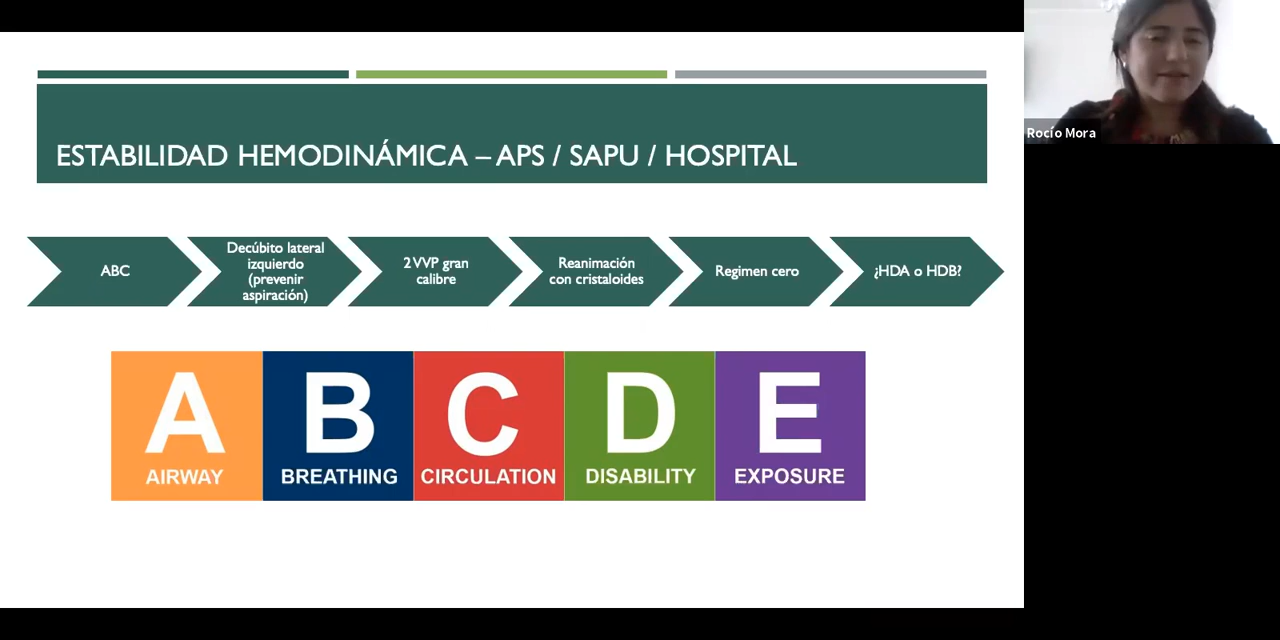 ESTABILIDAD HEMODINÁMICA – APS / SAPU / HOSPITAL
ABC
Decúbito lateral
izquierdo
(prevenir
aspiración)
2 VVP gran
calibre
Reanimación
con cristaloides
Regimen cero
¿HDA o HDB?
A
AIRWAY
B
BREATHING
C
CIRCULATION
D
DISABILITY
E
EXPOSURE
Rocío Mora